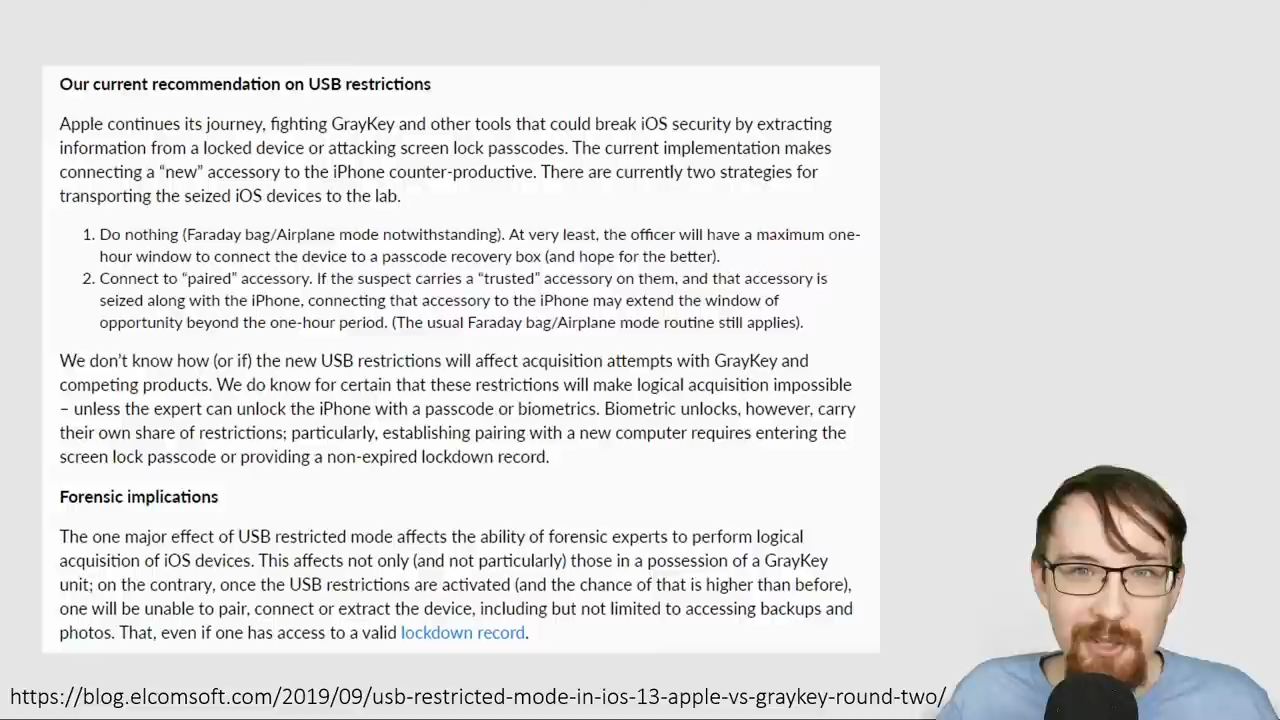 Our current recommendation on USB restrictions
Apple continues its journey, fighting GrayKey and other tools that could break iOS security by extracting
information from a locked device or attacking screen lock passcodes. The current implementation makes
connecting a “new” accessory to the iPhone counter-productive. There are currently two strategies for
transporting the seized iOS devices to the lab.
1. Do nothing (Faraday bag/Airplane mode notwithstanding). At very least, the officer will have a maximum one-
hour window to connect the device to a passcode recovery box (and hope for the better).
2. Connect to “paired” accessory. If the suspect carries a “trusted” accessory on them, and that accessory is
seized along with the iPhone, connecting that accessory to the iPhone may extend the window of
opportunity beyond the one-hour period. (The usual Faraday bag/Airplane mode routine still applies).
We don’t know how (or if) the new USB restrictions will affect acquisition attempts with GrayKey and
competing products. We do know for certain that these restrictions will make logical acquisition impossible
– unless the expert can unlock the iPhone with a passcode or biometrics. Biometric unlocks, however, carry
their own share of restrictions; particularly, establishing pairing with a new computer requires entering the
screen lock passcode or providing a non-expired lockdown record.
Forensic implications
The one major effect of USB restricted mode affects the ability of forensic experts to perform logical
acquisition of iOS devices. This affects not only (and not particularly) those in a possession of a GrayKey
unit; on the contrary, once the USB restrictions are activated (and the chance of that is higher than before),
one will be unable to pair, connect or extract the device, including but not limited to accessing backups and
photos. That, even if one has access to a valid lockdown record.
https://blog.elcomsoft.com/2019/09/usb-restricted-mode-in-ios-13-apple-vs-graykey-round-two/